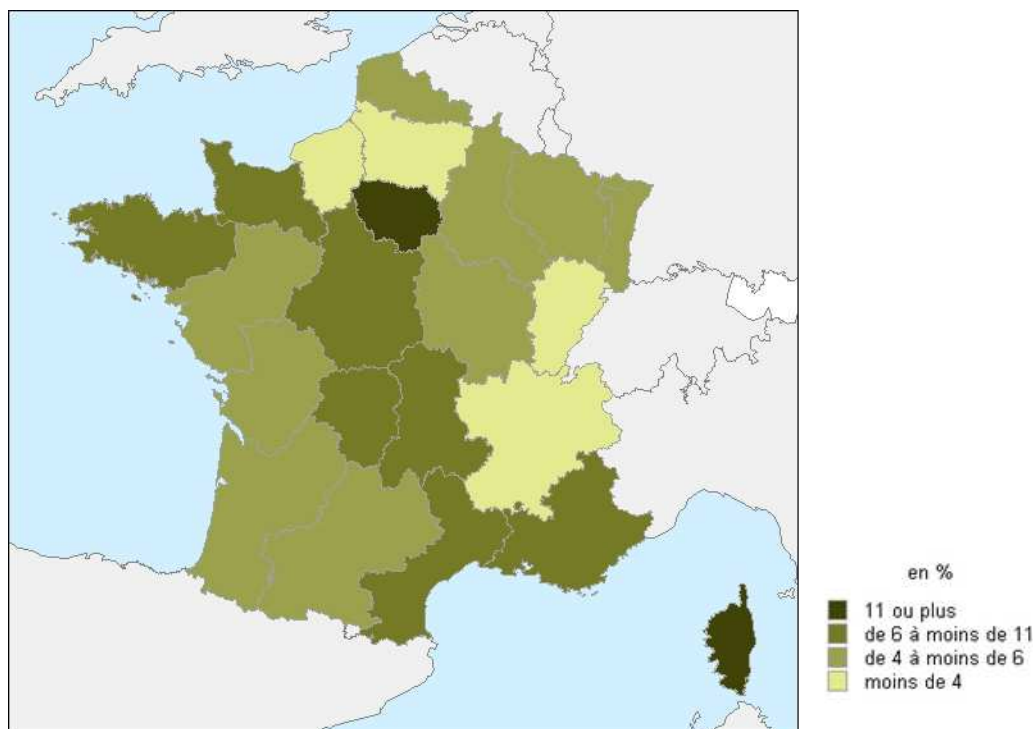 en %
11 ou plus
de 6 à moins de 11
de 4 à moins de 6
moins de 4